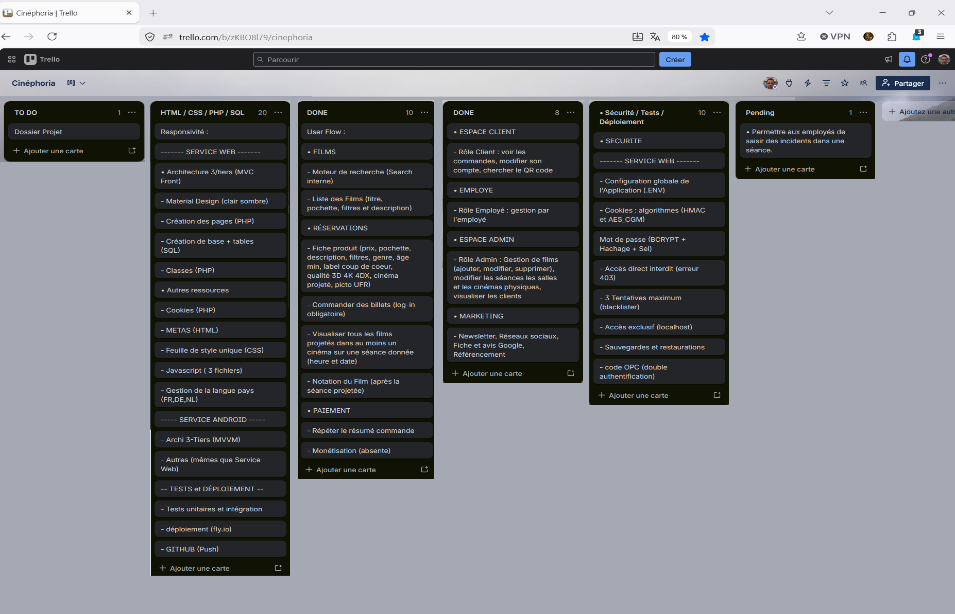 Cinéphoria | Trello
trello.com/b/zKBOBl79/cinephoria
80 %
VPN
3
Trello
Parcourir
Créer
Cinéphoria
Partager
TO DO 1
Dossier Projet
+ Ajouter une carte
HTML / CSS / PHP / SQL 20
Responsivité :
------- SERVICE WEB -------
• Architecture 3/tiers (MVC
Front)
- Material Design (clair sombre)
- Création des pages (PHP)
- Création de base + tables
(SQL)
- Classes (PHP)
• Autres ressources
- Cookies (PHP)
- METAS (HTML)
- Feuille de style unique (CSS)
- Javascript ( 3 fichiers)
- Gestion de la langue pays
(FR,DE,NL)
----- SERVICE ANDROID -----
- Archi 3-Tiers (MVVM)
- Autres (mêmes que Service
Web)
-- TESTS et DÉPLOIEMENT --
- Tests unitaires et intégration
- déploiement (fly.io)
- GITHUB (Push)
+ Ajouter une carte
DONE 10
User Flow :
• FILMS
- Moteur de recherche (Search
interne)
- Liste des Films (titre,
pochette, filtres et description)
• RÉSERVATIONS
- Fiche produit (prix, pochette,
description, filtres, genre, âge
min, label coup de coeur,
qualité 3D 4K 4DX, cinéma
projeté, picto UFR)
- Commander des billets (log-in
obligatoire)
- Visualiser tous les films
projetés dans au moins un
cinéma sur une séance donnée
(heure et date)
- Notation du Film (après la
séance projetée)
• PAIEMENT
- Répéter le résumé commande
- Monétisation (absente)
+ Ajouter une carte
DONE 8
• ESPACE CLIENT
- Rôle Client : voir les
commandes, modifier son
compte, chercher le QR code
• EMPLOYE
- Rôle Employé : gestion par
l'employé
• ESPACE ADMIN
- Rôle Admin : Gestion de films
(ajouter, modifier, supprimer),
modifier les séances les salles
et les cinémas physiques,
visualiser les clients
• MARKETING
- Newsletter, Réseaux sociaux,
Fiche et avis Google,
Référencement
+ Ajouter une carte
• Sécurité / Tests / 10
Déploiement
• SECURITE
------- SERVICE WEB -------
- Configuration globale de
l'Application (.ENV)
- Cookies : algorithmes (HMAC
et AES_CGM)
Mot de passe (BCRYPT +
Hachage + Sel)
- Accès direct interdit (erreur
403)
- 3 Tentatives maximum
(blacklister)
- Accès exclusif (localhost)
- Sauvegardes et restaurations
- code OPC (double
authentification)
+ Ajouter une carte
Pending 1
• Permettre aux employés de
saisir des incidents dans une
séance.
+ Ajouter une carte
+ Ajoutez une aut